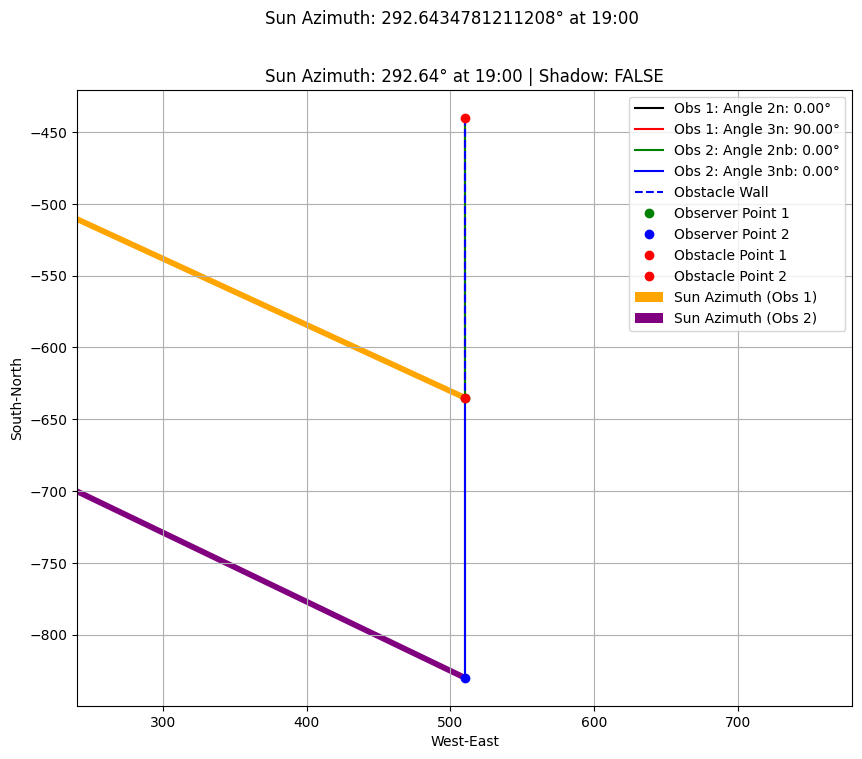 Sun Azimuth: 292.6434781211208° at 19:00
Sun Azimuth: 292.64° at 19:00 | Shadow: FALSE
Obs 1: Angle 2n: 0.00°
Obs 1: Angle 3n: 90.00°
Obs 2: Angle 2nb: 0.00°
Obs 2: Angle 3nb: 0.00°
Obstacle Wall
Observer Point 1
Observer Point 2
Obstacle Point 1
Obstacle Point 2
Sun Azimuth (Obs 1)
Sun Azimuth (Obs 2)
South-North
−450
−500
−550
−600
−650
−700
−750
−800
300
400
500
600
700
West-East